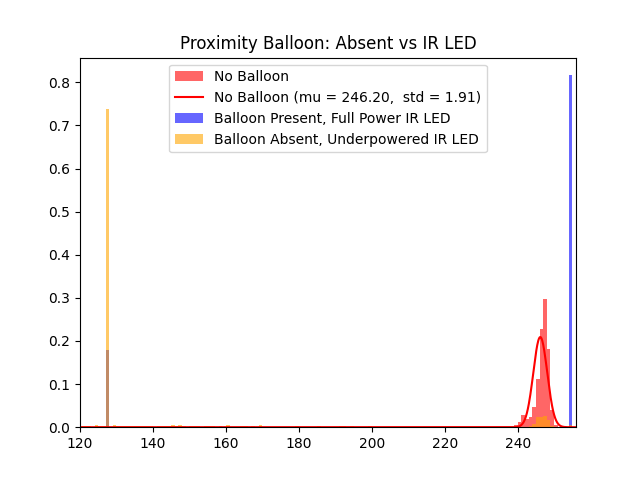 Proximity Balloon: Absent vs IR LED
No Balloon
No Balloon (mu = 246.20,  std = 1.91)
Balloon Present, Full Power IR LED
Balloon Absent, Underpowered IR LED
0.8
0.7
0.6
0.5
0.4
0.3
0.2
0.1
0.0
120 140 160 180 200 220 240